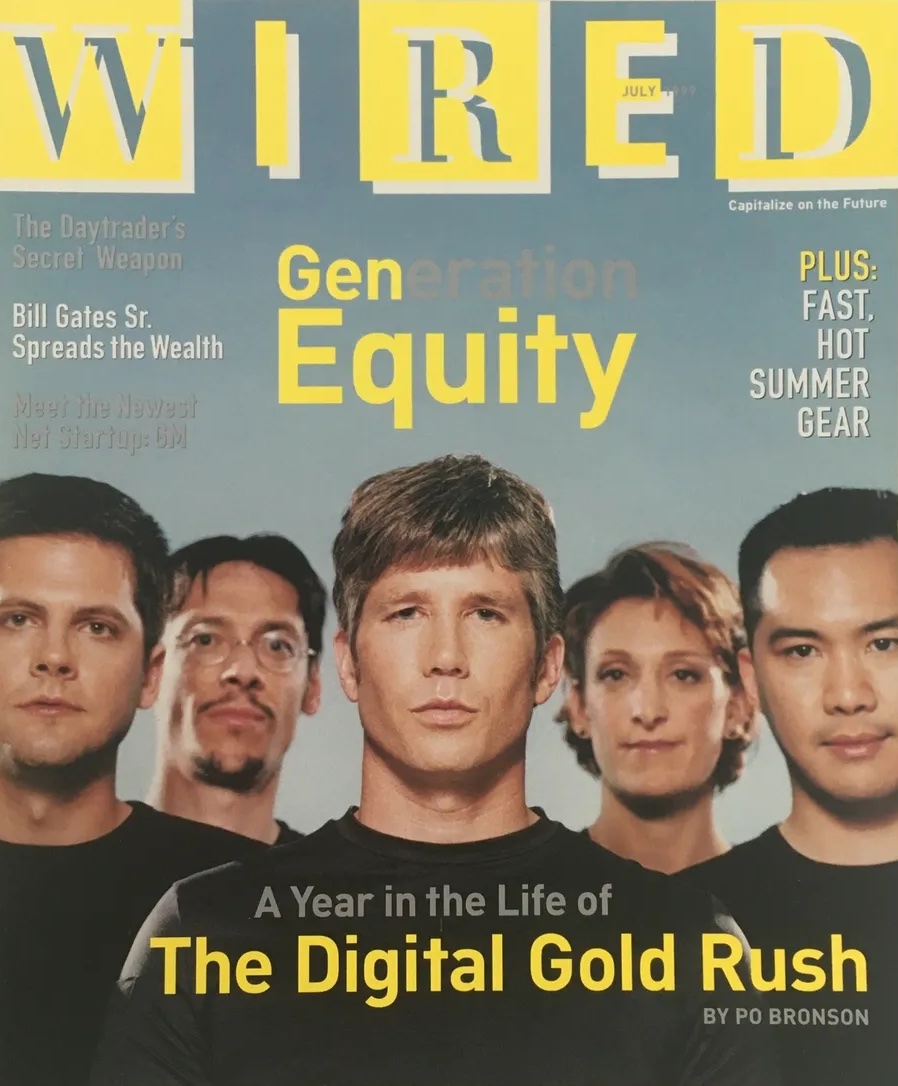 WIRED
JULY 1999
Capitalize on the Future
The Daytrader's
Secret Weapon
Bill Gates Sr.
Spreads the Wealth
Meet the Newest
Net Startup: GM
Generation
Equity
PLUS:
FAST,
HOT
SUMMER
GEAR
A Year in the Life of
The Digital Gold Rush
BY PO BRONSON